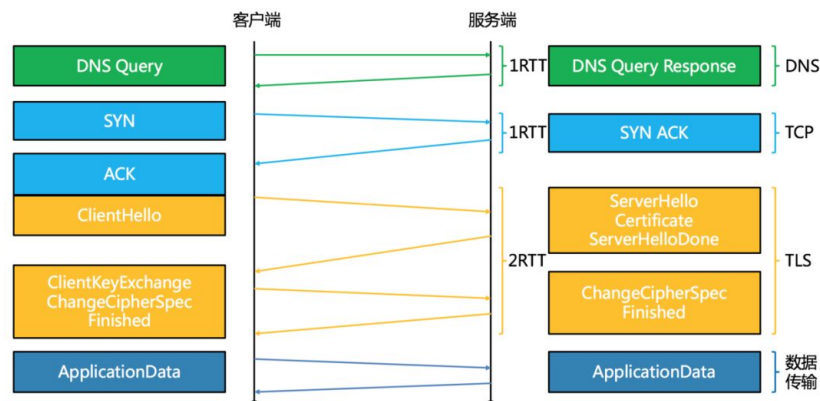 客户端
服务端
DNS Query
1RTT
DNS Query Response
DNS
SYN
1RTT
SYN ACK
TCP
ACK
ClientHello
ServerHello
Certificate
ServerHelloDone
2RTT
TLS
ClientKeyExchange
ChangeCipherSpec
Finished
ChangeCipherSpec
Finished
ApplicationData
ApplicationData
数据
传输